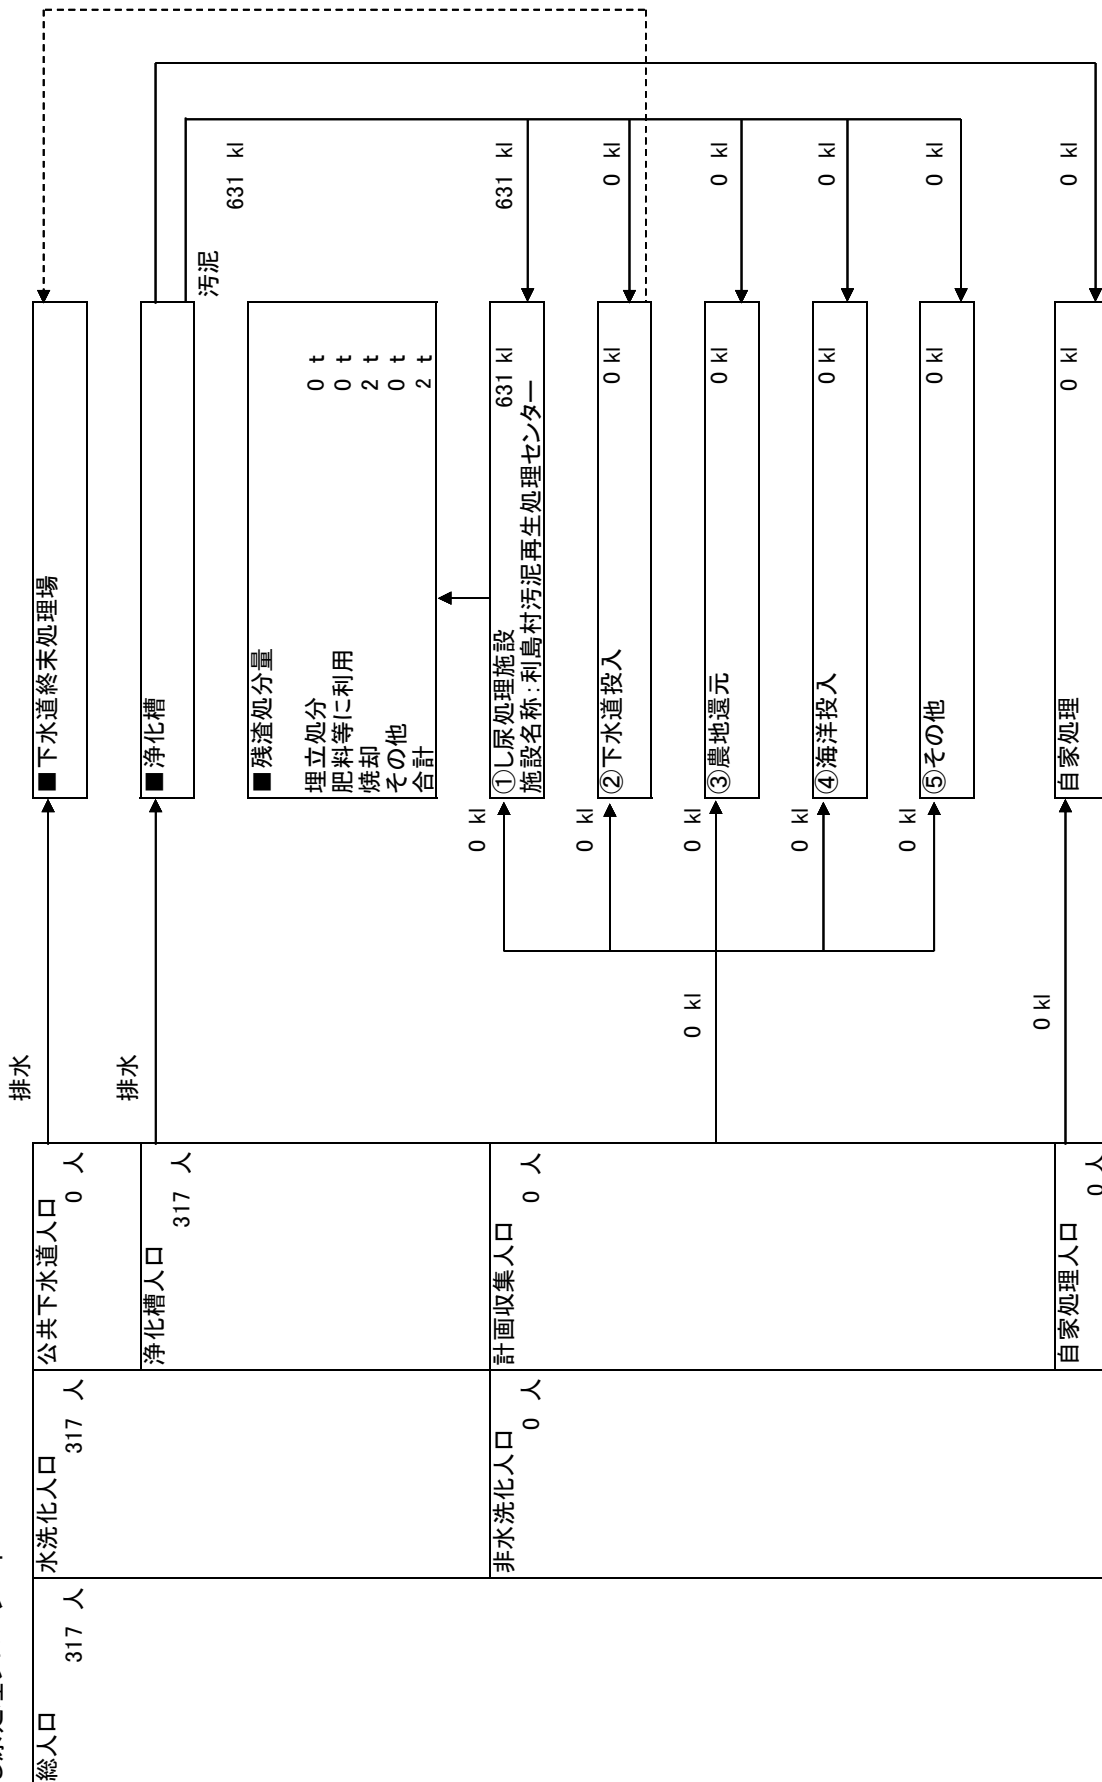 総人口
317 人
水洗化人口
317 人
非水洗化人口
0 人
公共下水道人口
0 人
浄化槽人口
317 人
計画収集人口
0 人
自家処理人口
0 人
排水
排水
0 kl
0 kl
0 kl
0 kl
0 kl
0 kl
0 kl
■下水道終末処理場
■浄化槽
汚泥
631 kl
■残渣処分量
埋立処分 0 t
肥料等に利用 0 t
焼却 2 t
その他 0 t
合計 2 t
①し尿処理施設 631 kl
施設名称:利島村汚泥再生処理センター
②下水道投入 0 kl
③農地還元 0 kl
④海洋投入 0 kl
⑤その他 0 kl
自家処理 0 kl
631 kl
0 kl
0 kl
0 kl
0 kl
0 kl